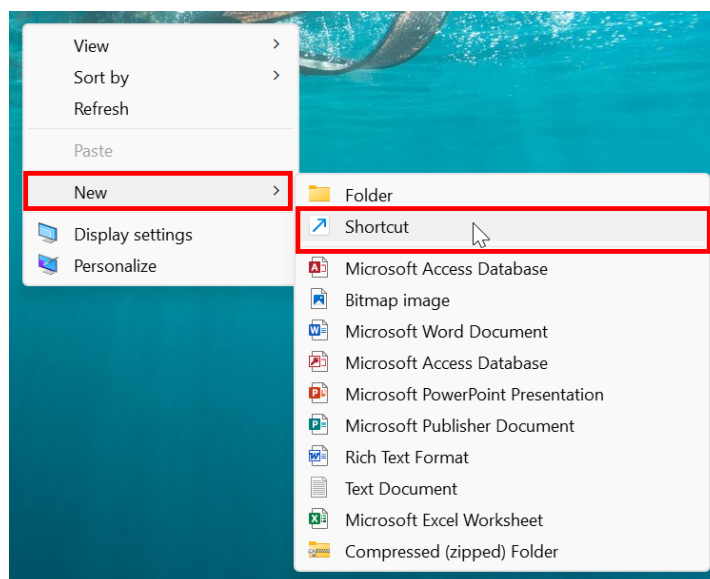 View
Sort by
Refresh
Paste
New
Display settings
Personalize
Folder
Shortcut
Microsoft Access Database
Bitmap image
Microsoft Word Document
Microsoft Access Database
Microsoft PowerPoint Presentation
Microsoft Publisher Document
Rich Text Format
Text Document
Microsoft Excel Worksheet
Compressed (zipped) Folder